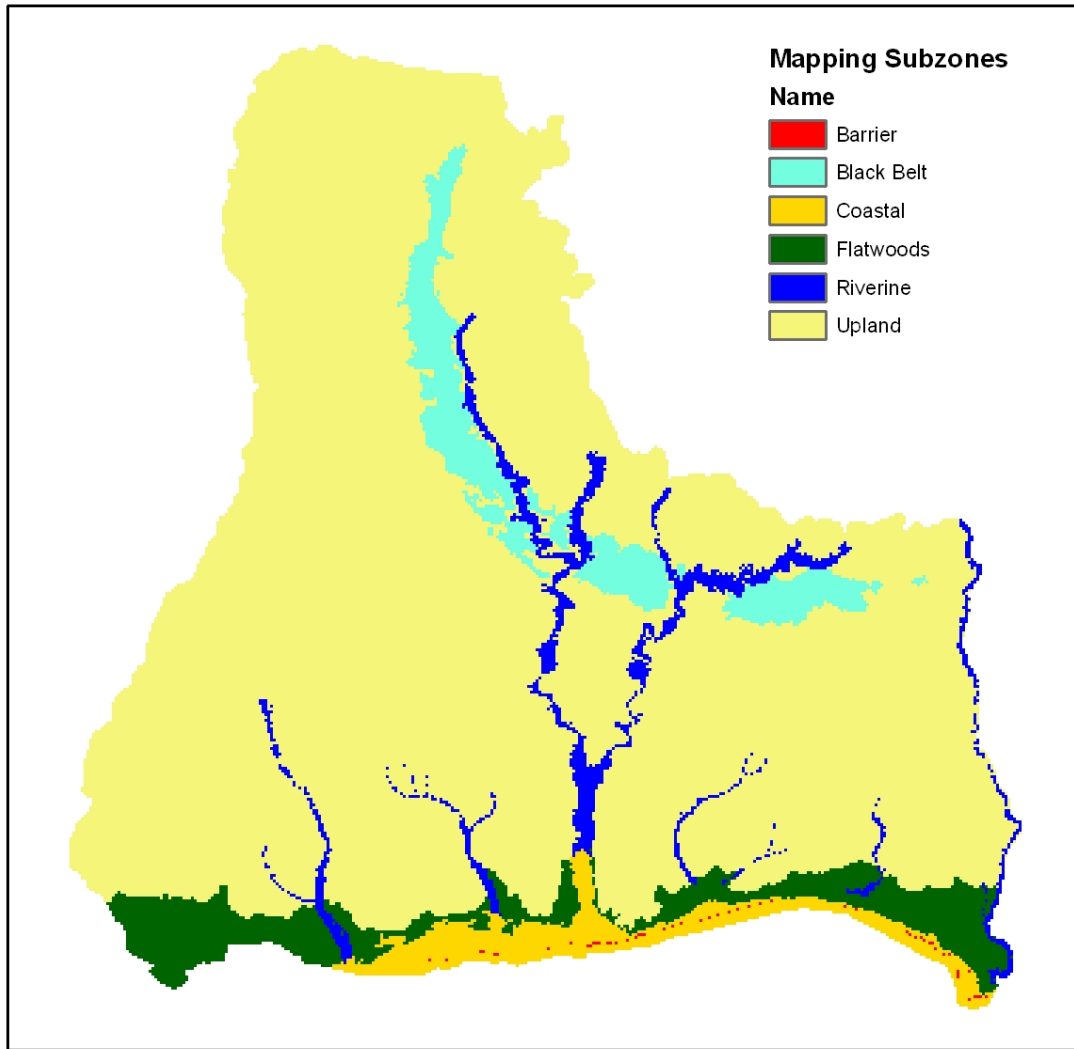 Mapping Subzones
Name
Barrier
Black Belt
Coastal
Flatwoods
Riverine
Upland